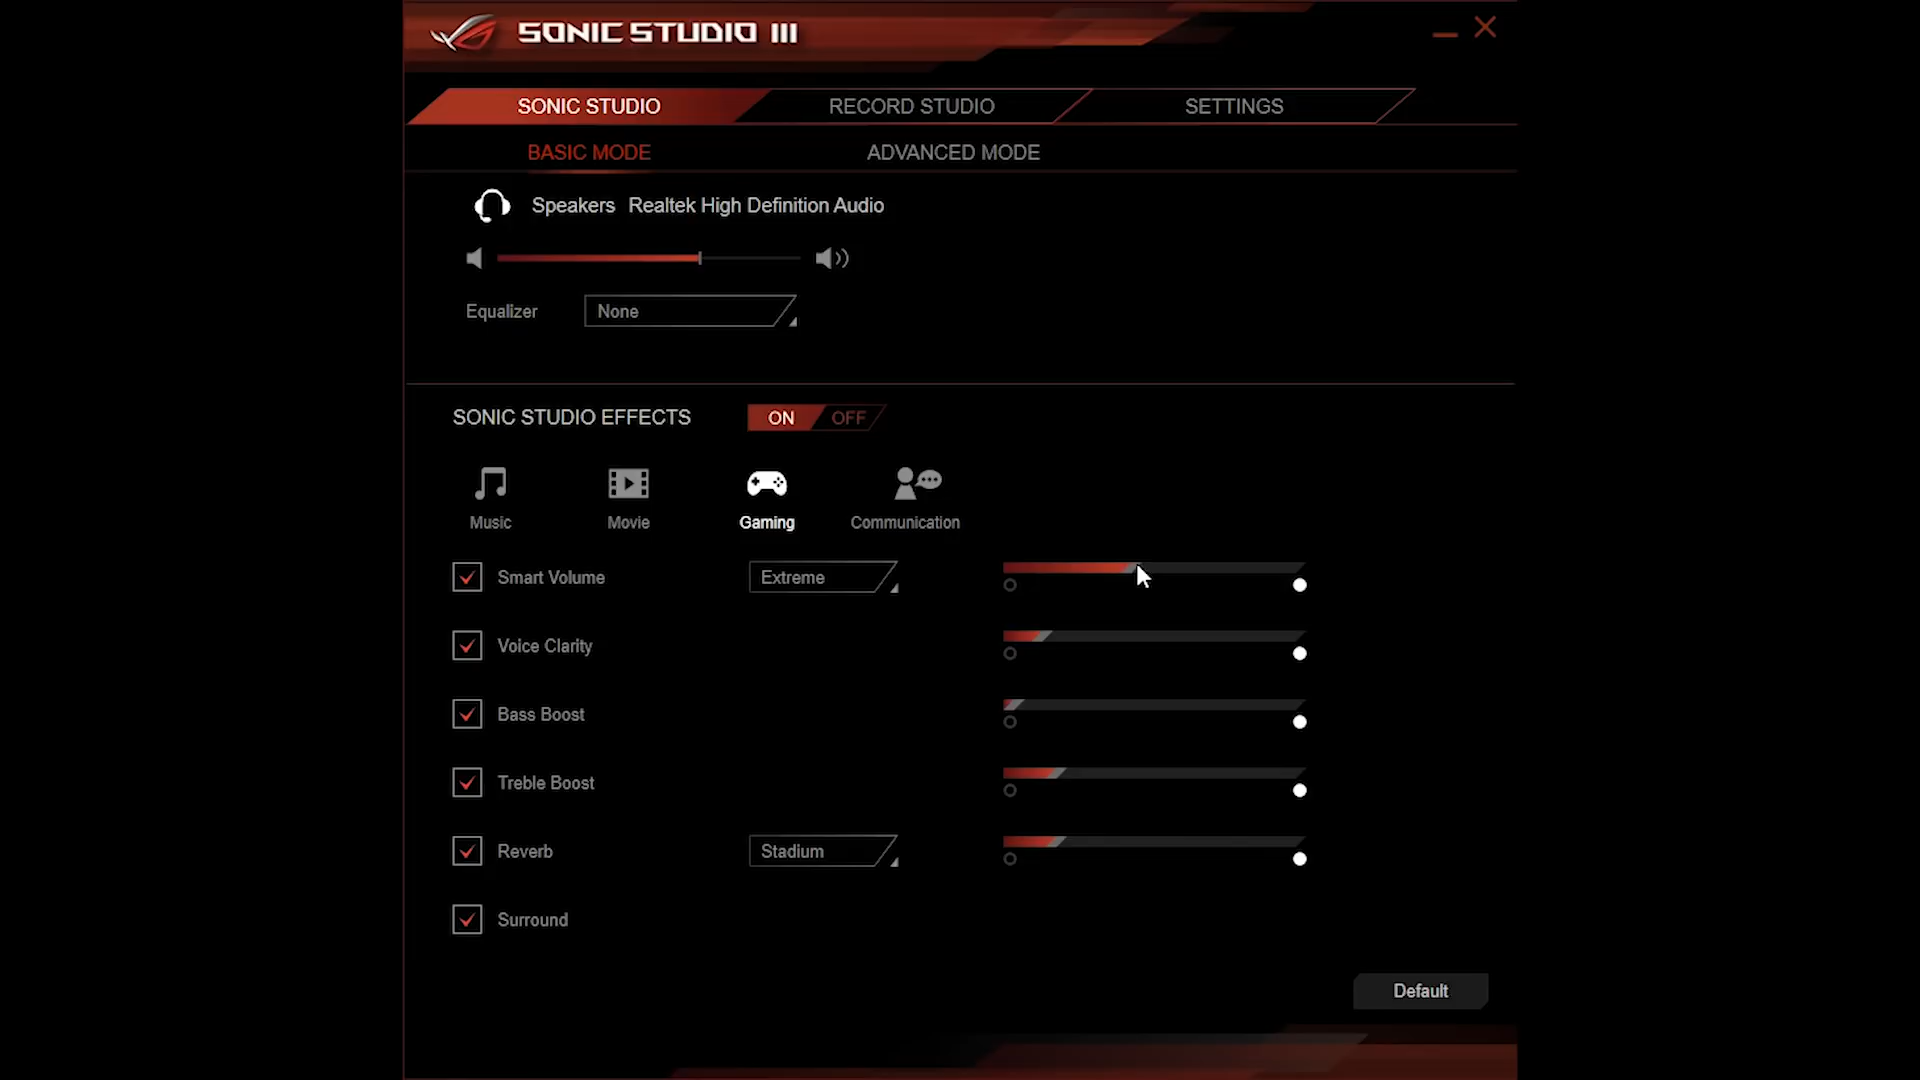 SONIC STUDIO III
SONIC STUDIO
RECORD STUDIO
SETTINGS
BASIC MODE
ADVANCED MODE
Speakers Realtek High Definition Audio
Equalizer
None
SONIC STUDIO EFFECTS
ON
OFF
Music
Movie
Gaming
Communication
Smart Volume
Extreme
Voice Clarity
Bass Boost
Treble Boost
Reverb
Stadium
Surround
Default